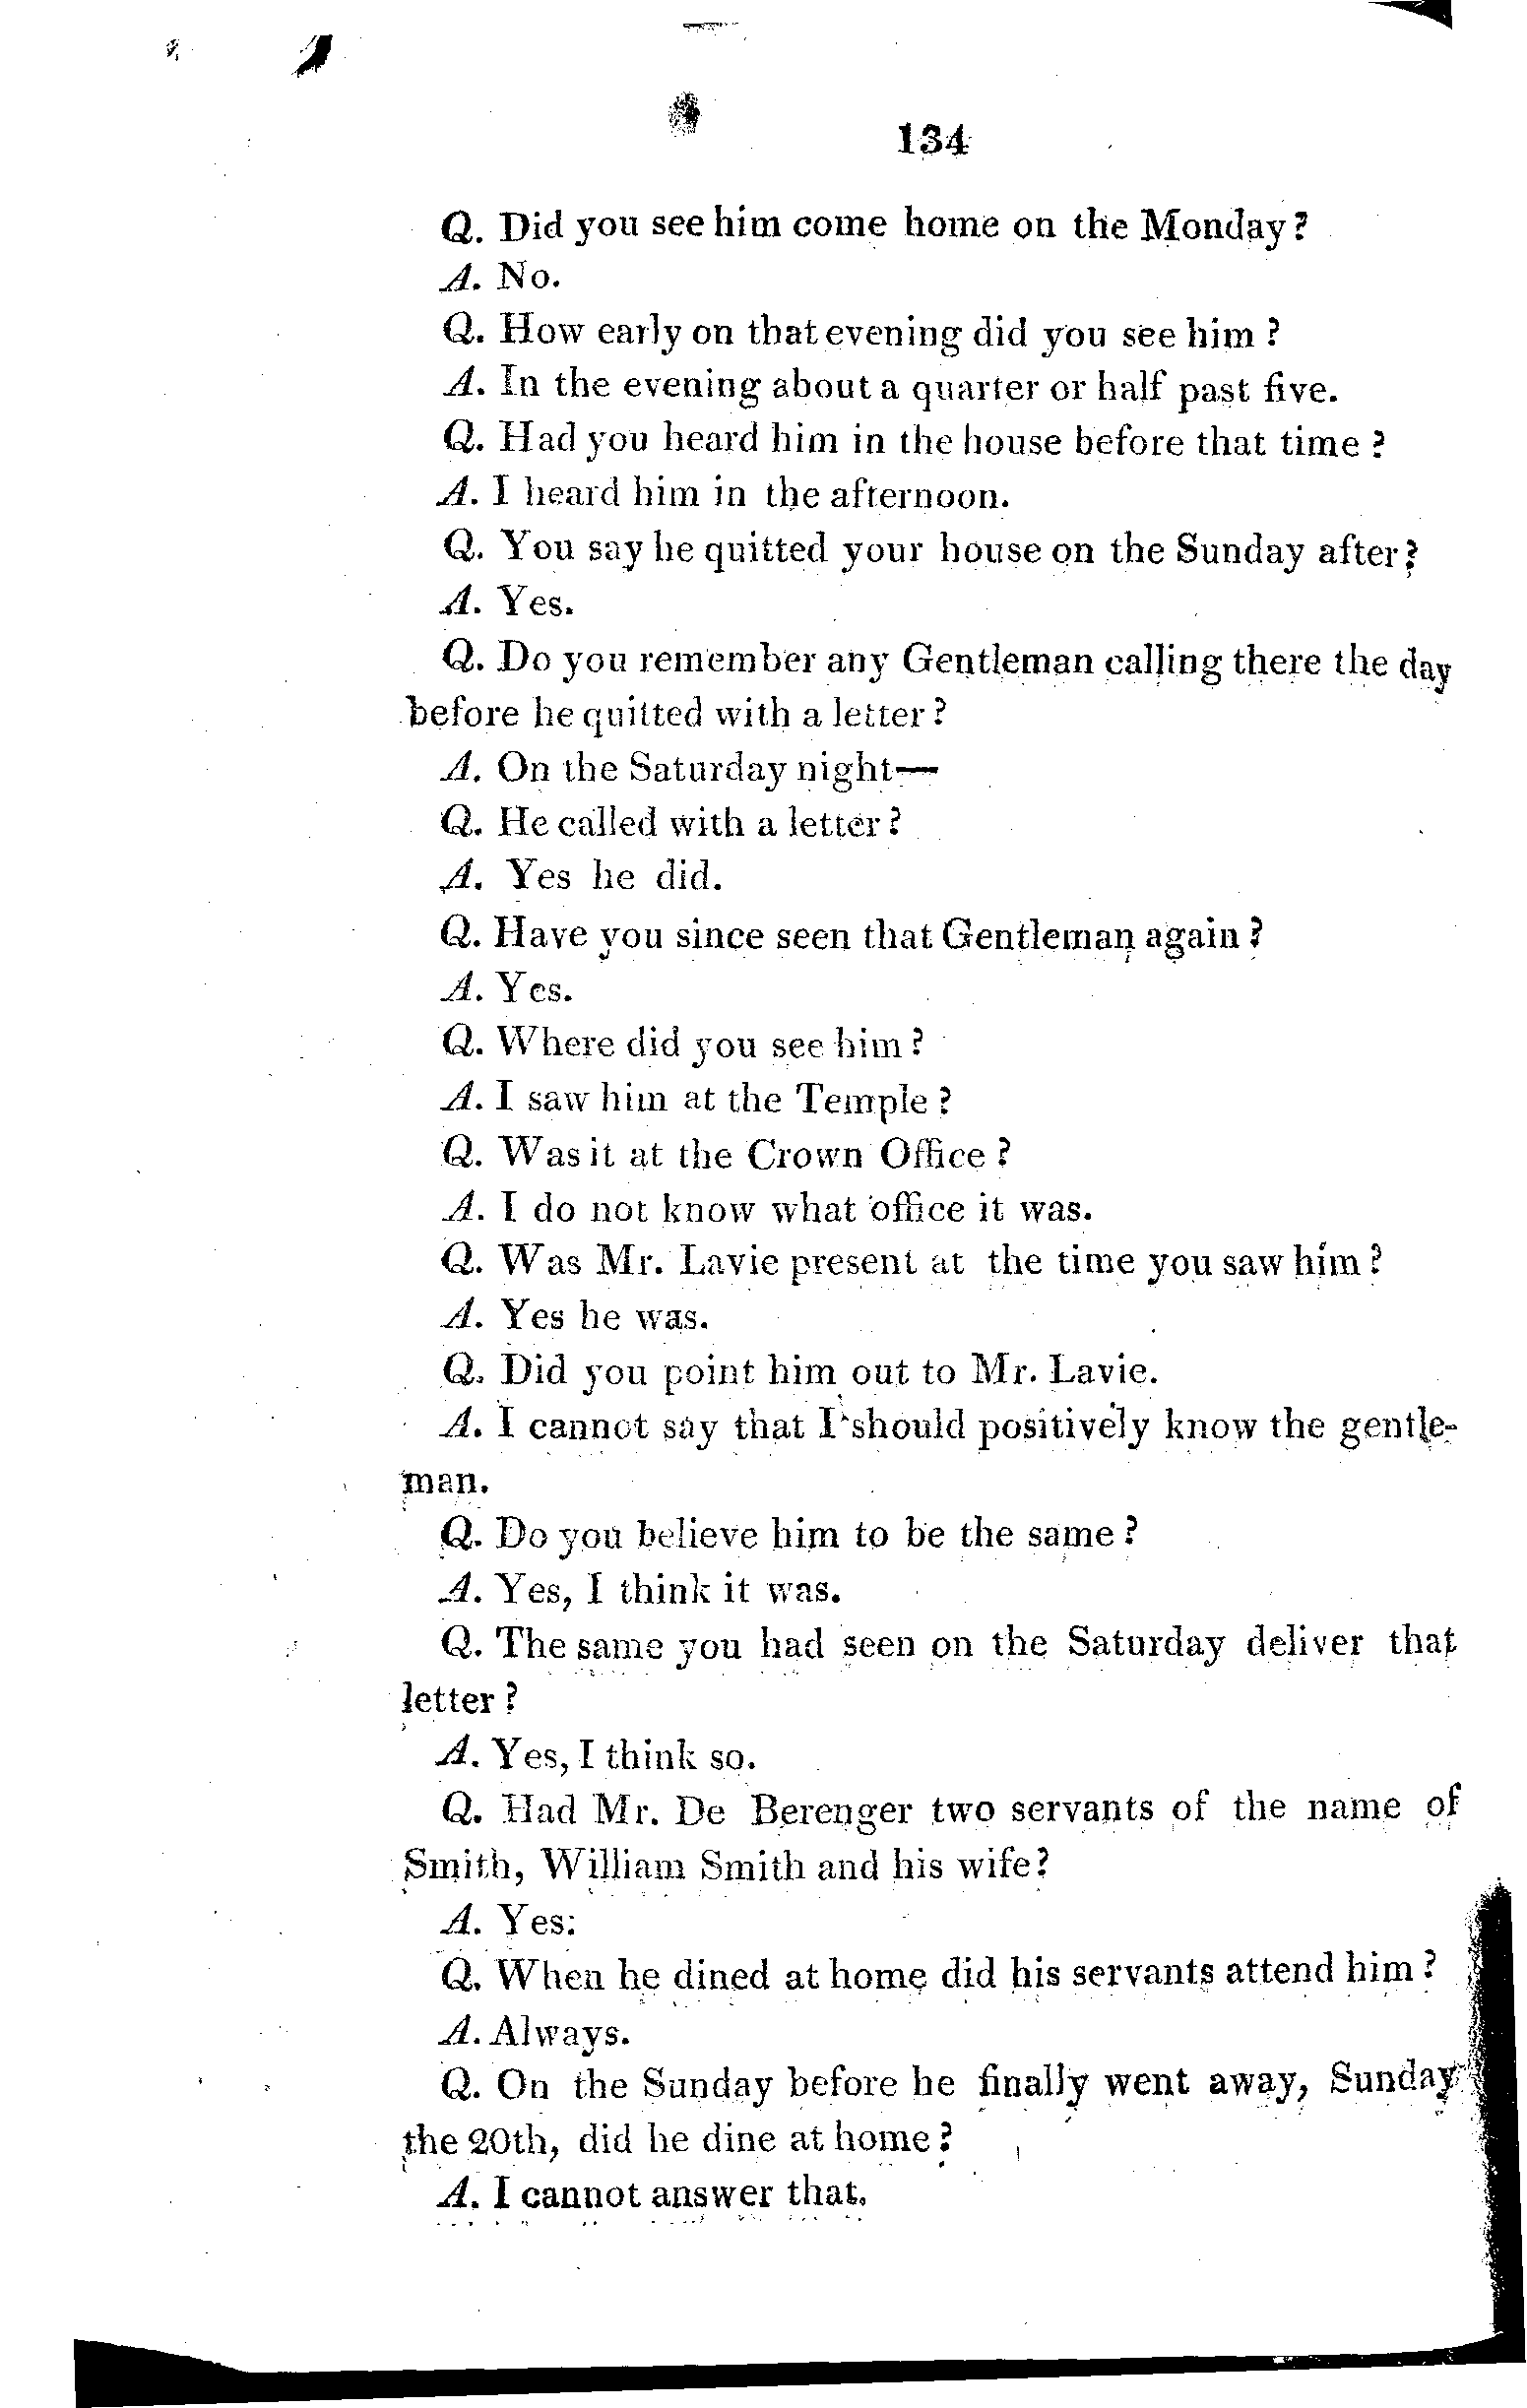 134
Q. Did you see him come home on the Monday?
A. No.
Q. How early on that evening did you see him?
A. In the evening about a quarter or half past five.
Q. Had you heard him in the house before that time?
A. I heard him in the afternoon.
Q. You say he quitted your house on the Sunday after?
A. Yes.
Q. Do you remember any Gentleman calling there the day
before he quitted with a letter?
A. On the Saturday night—
Q. He called with a letter?
A. Yes he did.
Q. Have you since seen that Gentleman again?
A. Yes.
Q. Where did you see him?
A. I saw him at the Temple?
Q. Was it at the Crown Office?
A. I do not know what office it was.
Q. Was Mr. Lavie present at the time you saw him?
A. Yes he was.
Q. Did you point him out to Mr. Lavie.
A. I cannot say that I should positively know the gentle-
man.
Q. Do you believe him to be the same?
A. Yes, I think it was.
Q. The same you had seen on the Saturday deliver that
letter?
A. Yes, I think so.
Q. Had Mr. De Berenger two servants of the name of
Smith, William Smith and his wife?
A. Yes:
Q. When he dined at home did his servants attend him?
A. Always.
Q. On the Sunday before he finally went away, Sunday
the 20th, did he dine at home?
A. I cannot answer that.